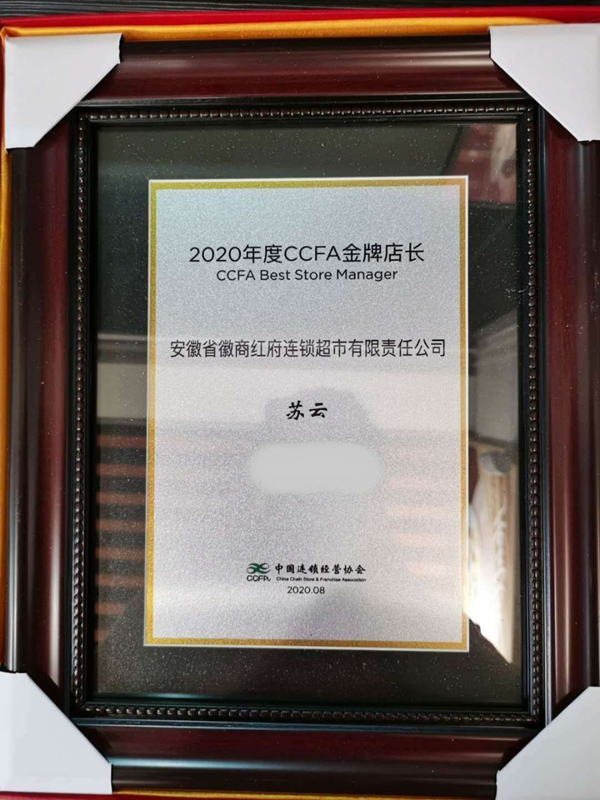 2020年度CCFA金牌店长
CCFA Best Store Manager
安徽省徽商红府连锁超市有限责任公司
苏云
CCFA
中国连锁经营协会
China Chain Store & Franchise Association
2020.08